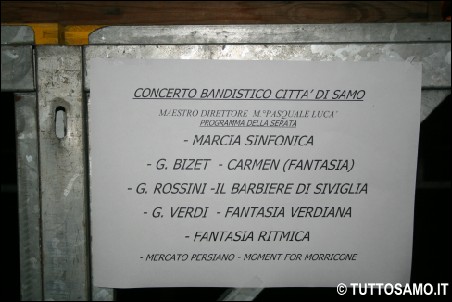 CONCERTO BANDISTICO CITTA' DI SAMO
MAESTRO DIRETTORE M.° PASQUALE LUCA'
PROGRAMMA DELLA SERATA
- MARCIA SINFONICA
- G. BIZET - CARMEN (FANTASIA)
- G. ROSSINI -IL BARBIERE DI SIVIGLIA
- G. VERDI - FANTASIA VERDIANA
- FANTASIA RITMICA
- MERCATO PERSIANO - MOMENT FOR MORRICONE
© TUTTOSAMO.IT